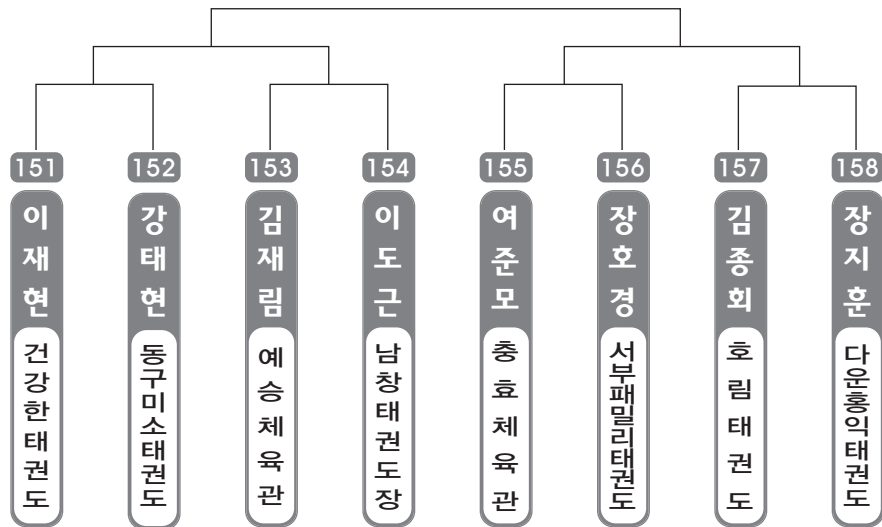 151
이재현
건강한태권도
152
강태현
동구미소태권도
153
김재림
예승체육관
154
이도근
남창태권도장
155
여준모
충효체육관
156
장호경
서부패밀리태권도
157
김종회
호림태권도
158
장지훈
다운홍익태권도